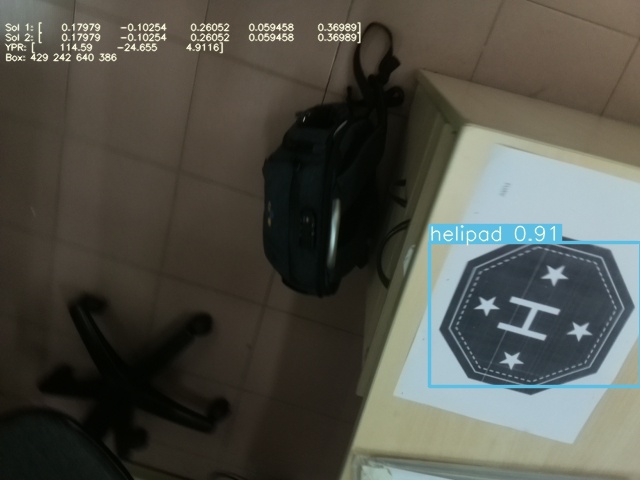 Sol 1: [ 0.17979 -0.10254 0.26052 0.059458 0.36989]
Sol 2: [ 0.17979 -0.10254 0.26052 0.059458 0.36989]
YPR: [ 114.59 -24.655 4.9116]
Box: 429 242 640 386
helipad 0.91
H